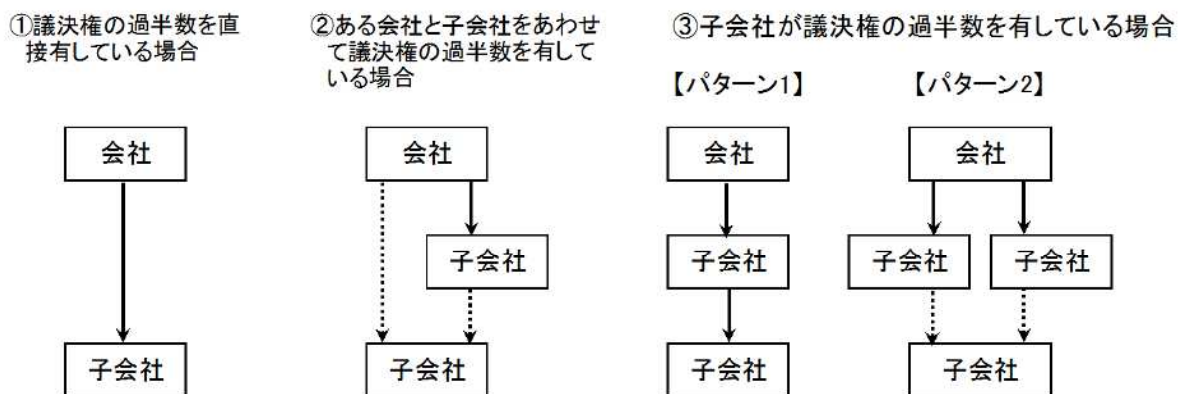 ①議決権の過半数を直
接有している場合
②ある会社と子会社をあわせ
て議決権の過半数を有して
いる場合
③子会社が議決権の過半数を有している場合
【パターン1】
【パターン2】
会社
会社
会社
会社
子会社
子会社
子会社
子会社
子会社
子会社
子会社
子会社